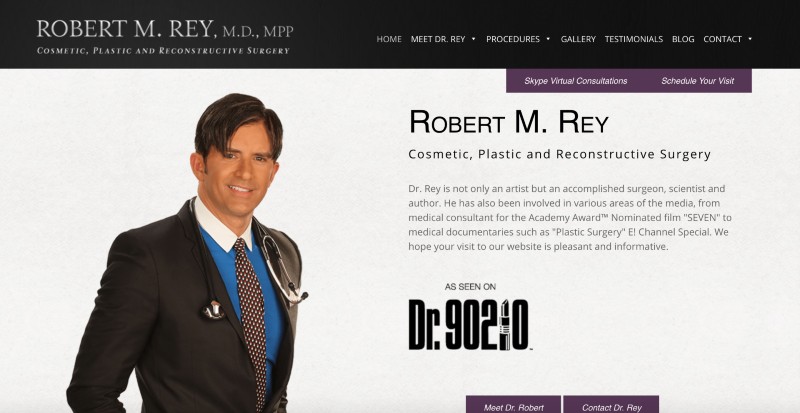 ROBERT M. REY, M.D., MPP
COSMETIC, PLASTIC AND RECONSTRUCTIVE SURGERY
HOME MEET DR. REY PROCEDURES GALLERY TESTIMONIALS BLOG CONTACT
Skype Virtual Consultations Schedule Your Visit
ROBERT M. REY
Cosmetic, Plastic and Reconstructive Surgery
Dr. Rey is not only an artist but an accomplished surgeon, scientist and
author. He has also been involved in various areas of the media, from
medical consultant for the Academy Award™ Nominated film "SEVEN" to
medical documentaries such as "Plastic Surgery" E! Channel Special. We
hope your visit to our website is pleasant and informative.
AS SEEN ON
Dr. 90210
Meet Dr. Robert Contact Dr. Rey